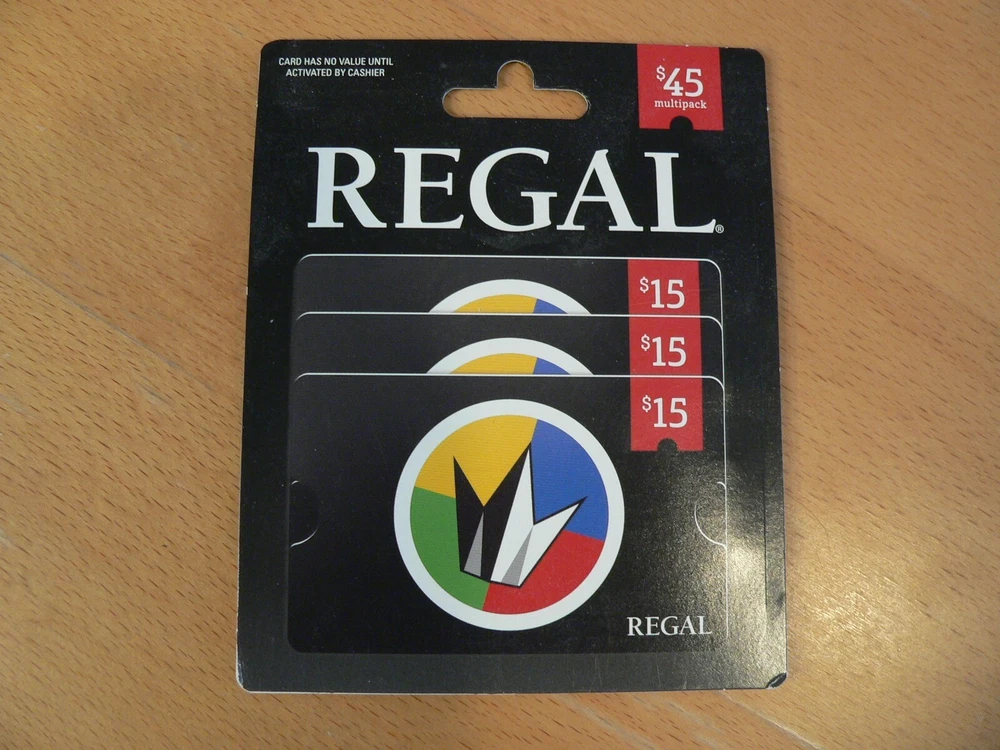 CARD HAS NO VALUE UNTIL
ACTIVATED BY CASHIER
$45
multipack
REGAL®
$15
$15
$15
REGAL